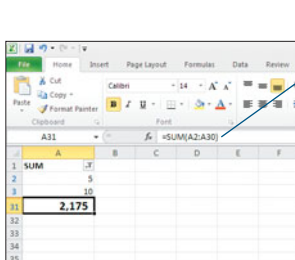 File Home Insert Page Layout Formulas Data Review
Paste
Cut
Copy
Format Painter
Clipboard
Calibri 14 A A
B I U A
Font
A31 fx =SUM(A2:A30)
A B C D E F
1 SUM
2 5
3 10
31 2,175
32
33
34
35